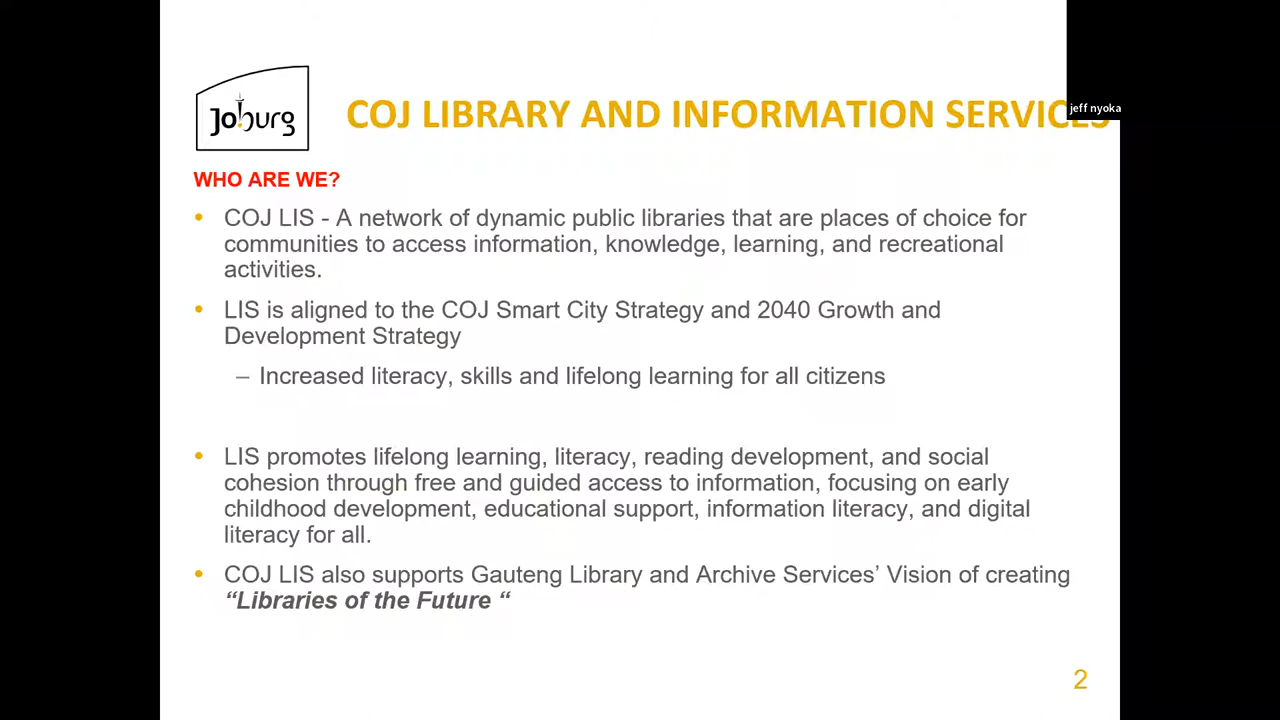 Joburg
COJ LIBRARY AND INFORMATION SERVICES
jeff nyoka
WHO ARE WE?
• COJ LIS - A network of dynamic public libraries that are places of choice for
communities to access information, knowledge, learning, and recreational
activities.
• LIS is aligned to the COJ Smart City Strategy and 2040 Growth and
Development Strategy
– Increased literacy, skills and lifelong learning for all citizens
• LIS promotes lifelong learning, literacy, reading development, and social
cohesion through free and guided access to information, focusing on early
childhood development, educational support, information literacy, and digital
literacy for all.
• COJ LIS also supports Gauteng Library and Archive Services’ Vision of creating
“Libraries of the Future “
2